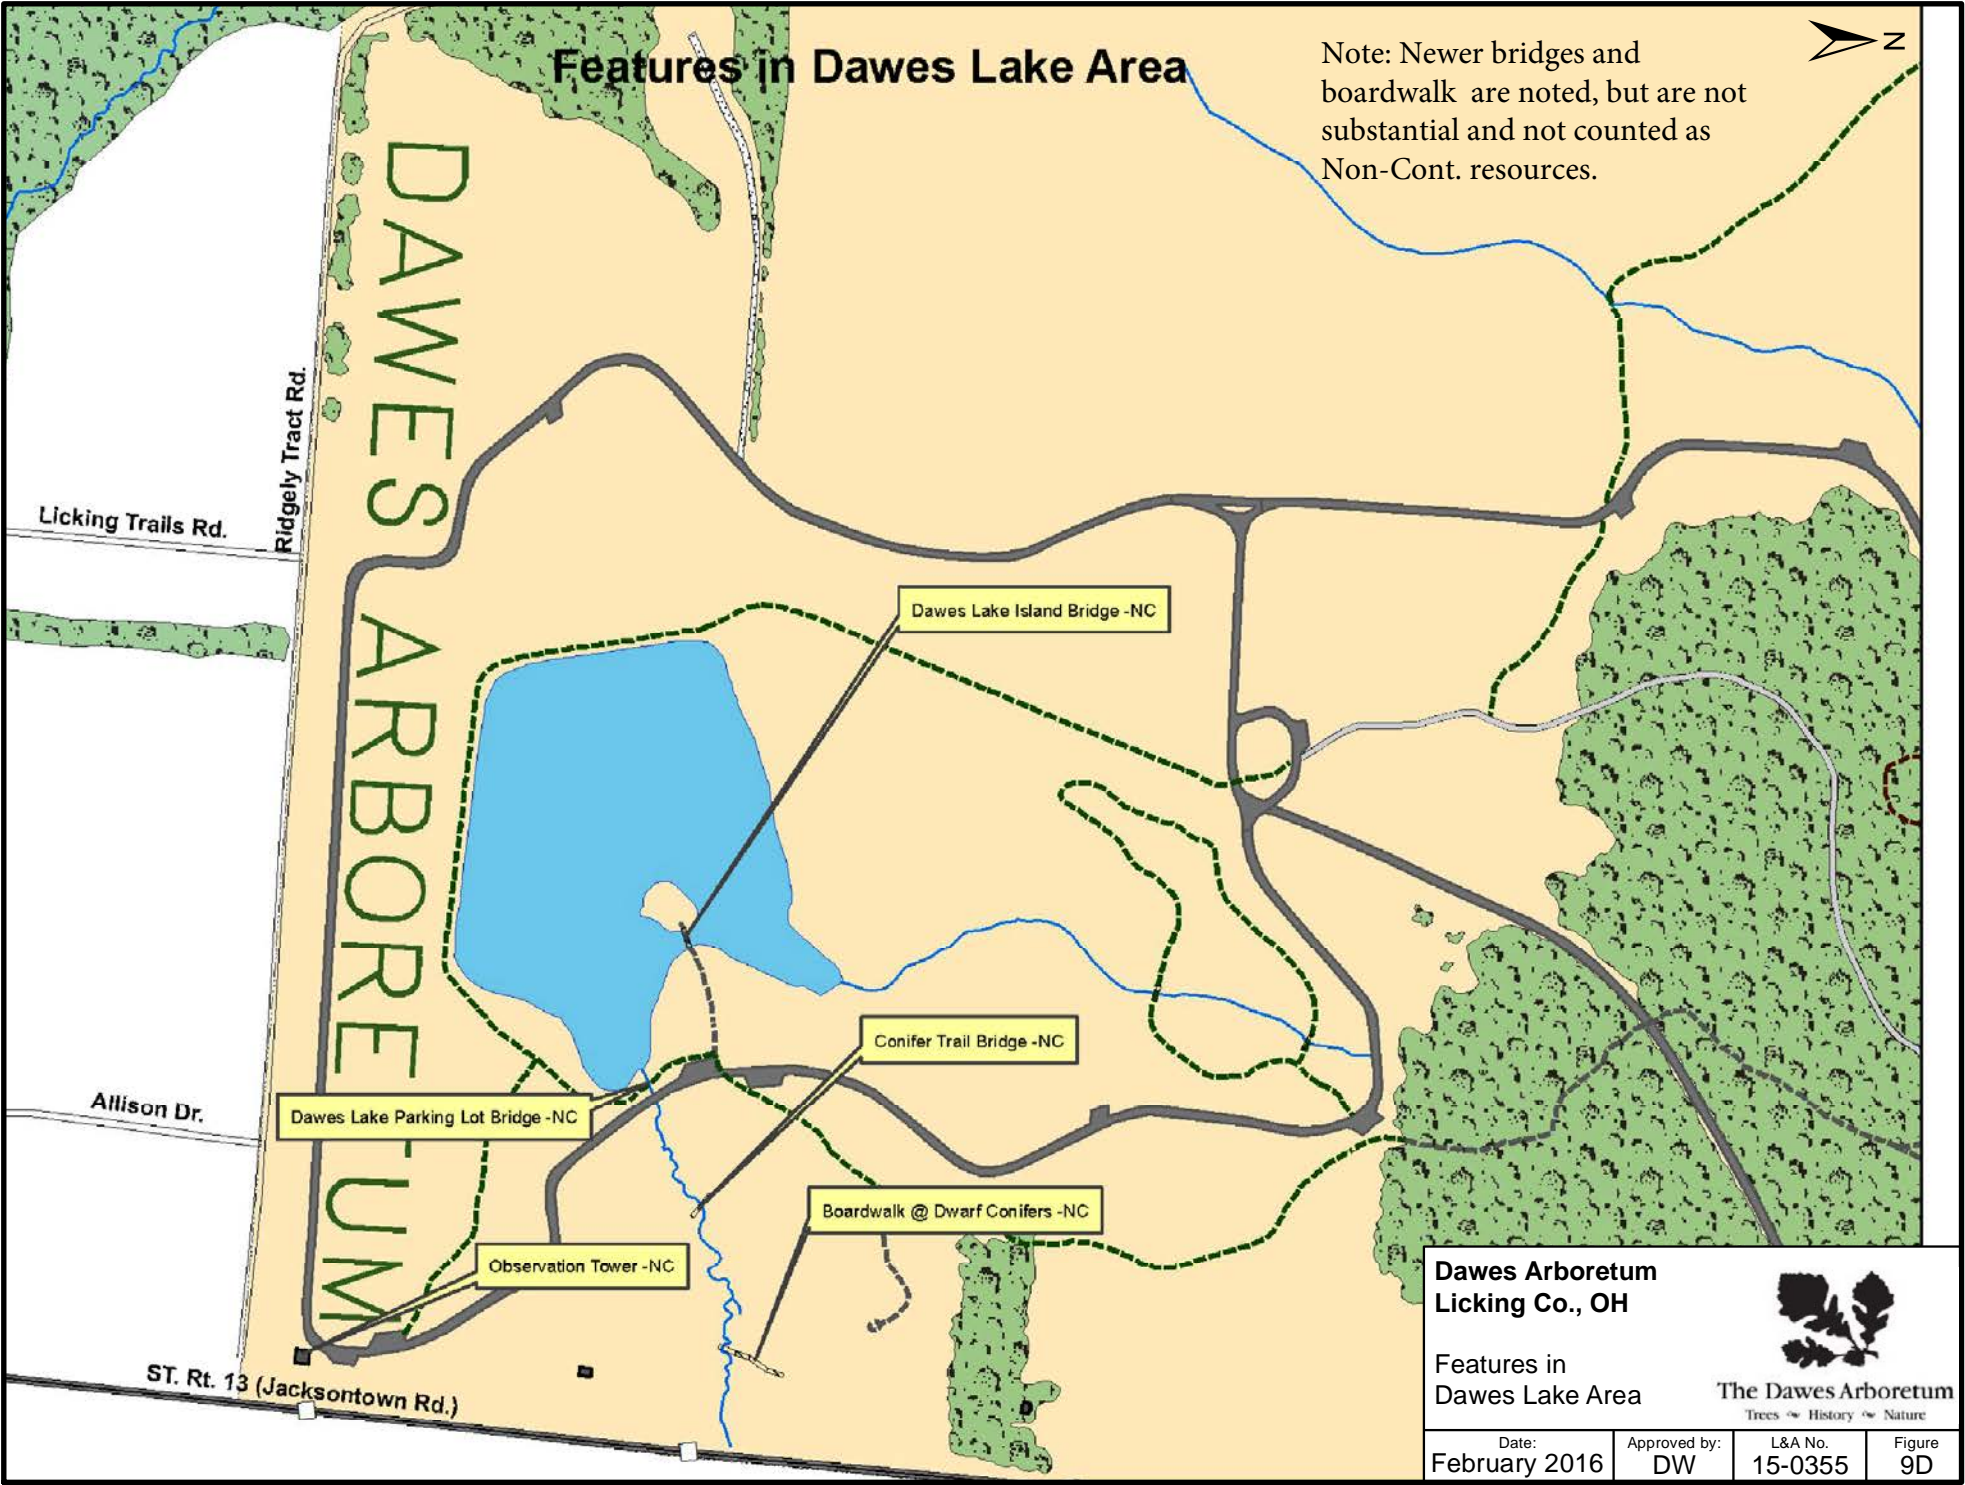 Features in Dawes Lake Area
Note: Newer bridges and
boardwalk are noted, but are not
substantial and not counted as
Non-Cont. resources.
N
DAWES ARBORETUM
Ridgely Tract Rd.
Licking Trails Rd.
Dawes Lake Island Bridge -NC
Conifer Trail Bridge -NC
Allison Dr.
Dawes Lake Parking Lot Bridge -NC
Boardwalk @ Dwarf Conifers -NC
Observation Tower -NC
ST. Rt. 13 (Jacksontown Rd.)
Dawes Arboretum
Licking Co., OH
Features in
Dawes Lake Area
The Dawes Arboretum
Trees ~ History ~ Nature
Date:
February 2016
Approved by:
DW
L&A No.
15-0355
Figure
9D